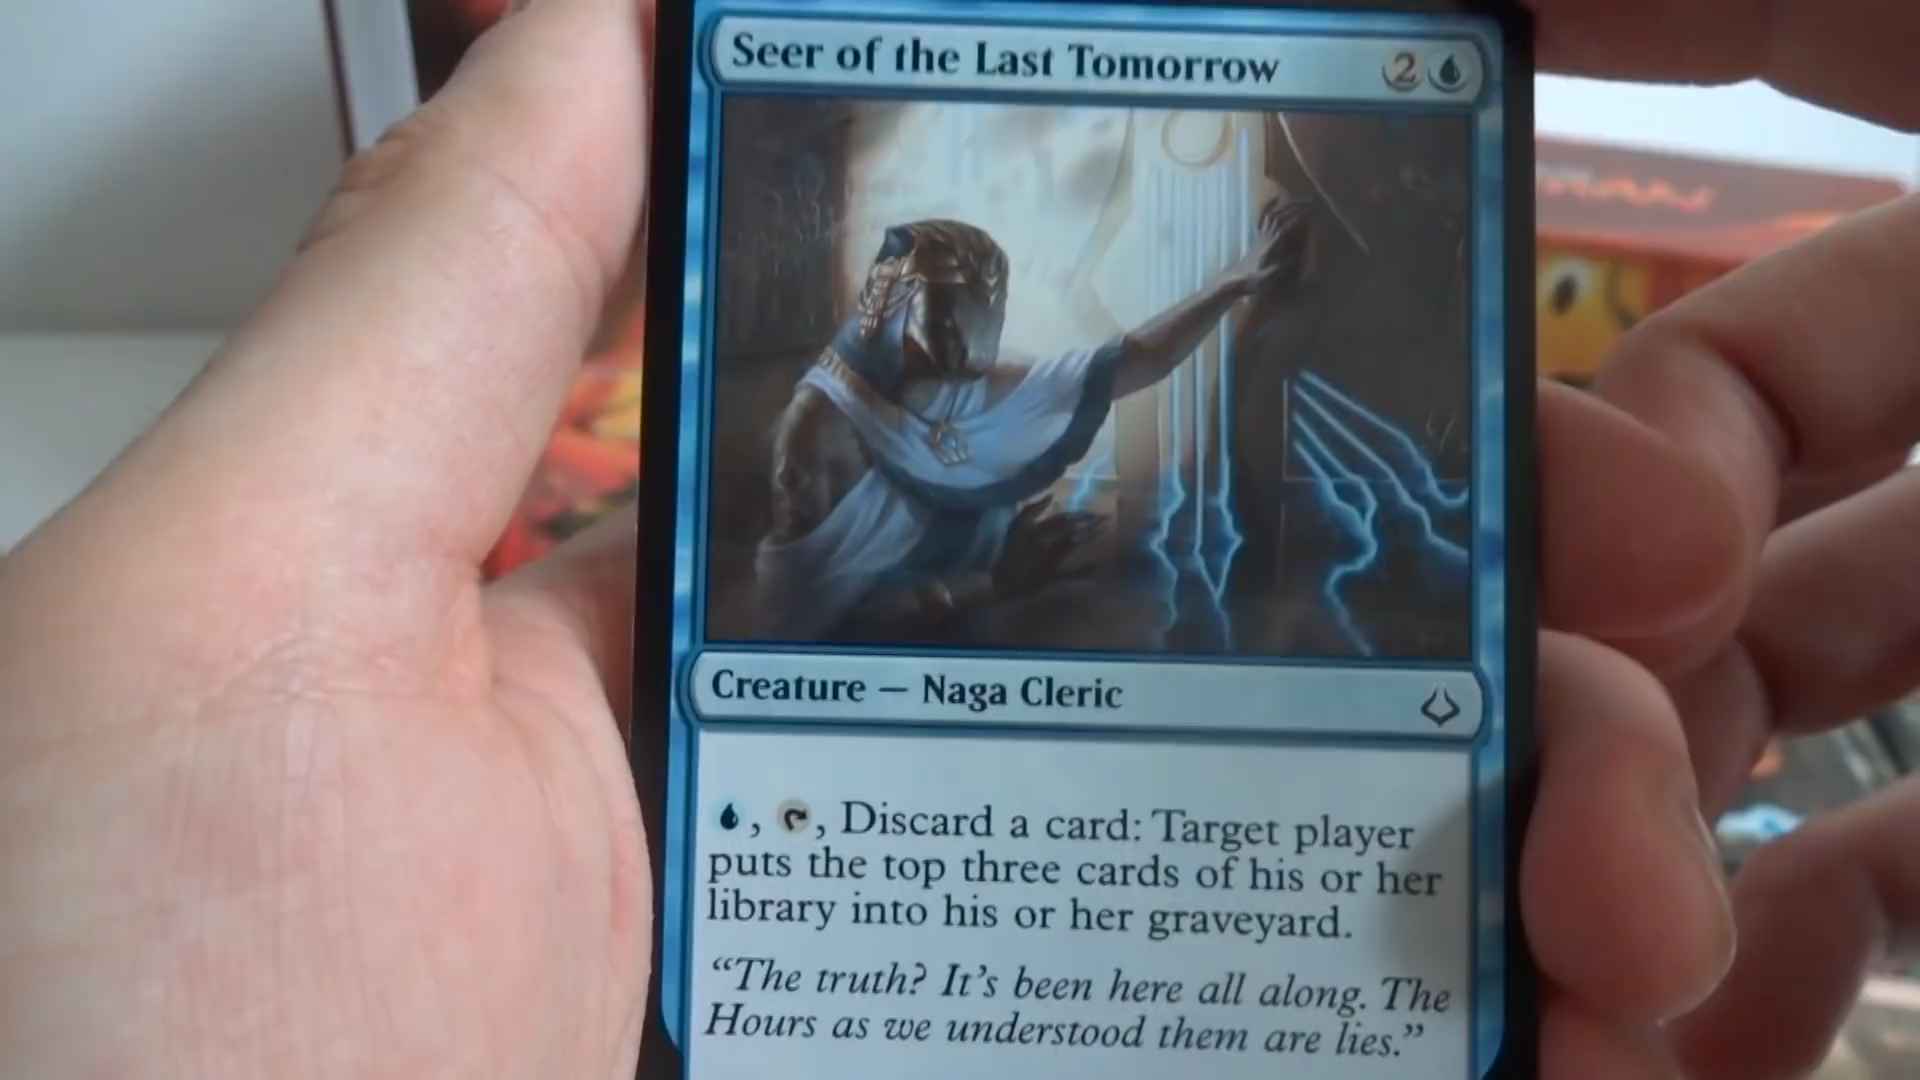 Seer of the Last Tomorrow 2
Creature — Naga Cleric
, , Discard a card: Target player
puts the top three cards of his or her
library into his or her graveyard.
“The truth? It’s been here all along. The
Hours as we understood them are lies.”